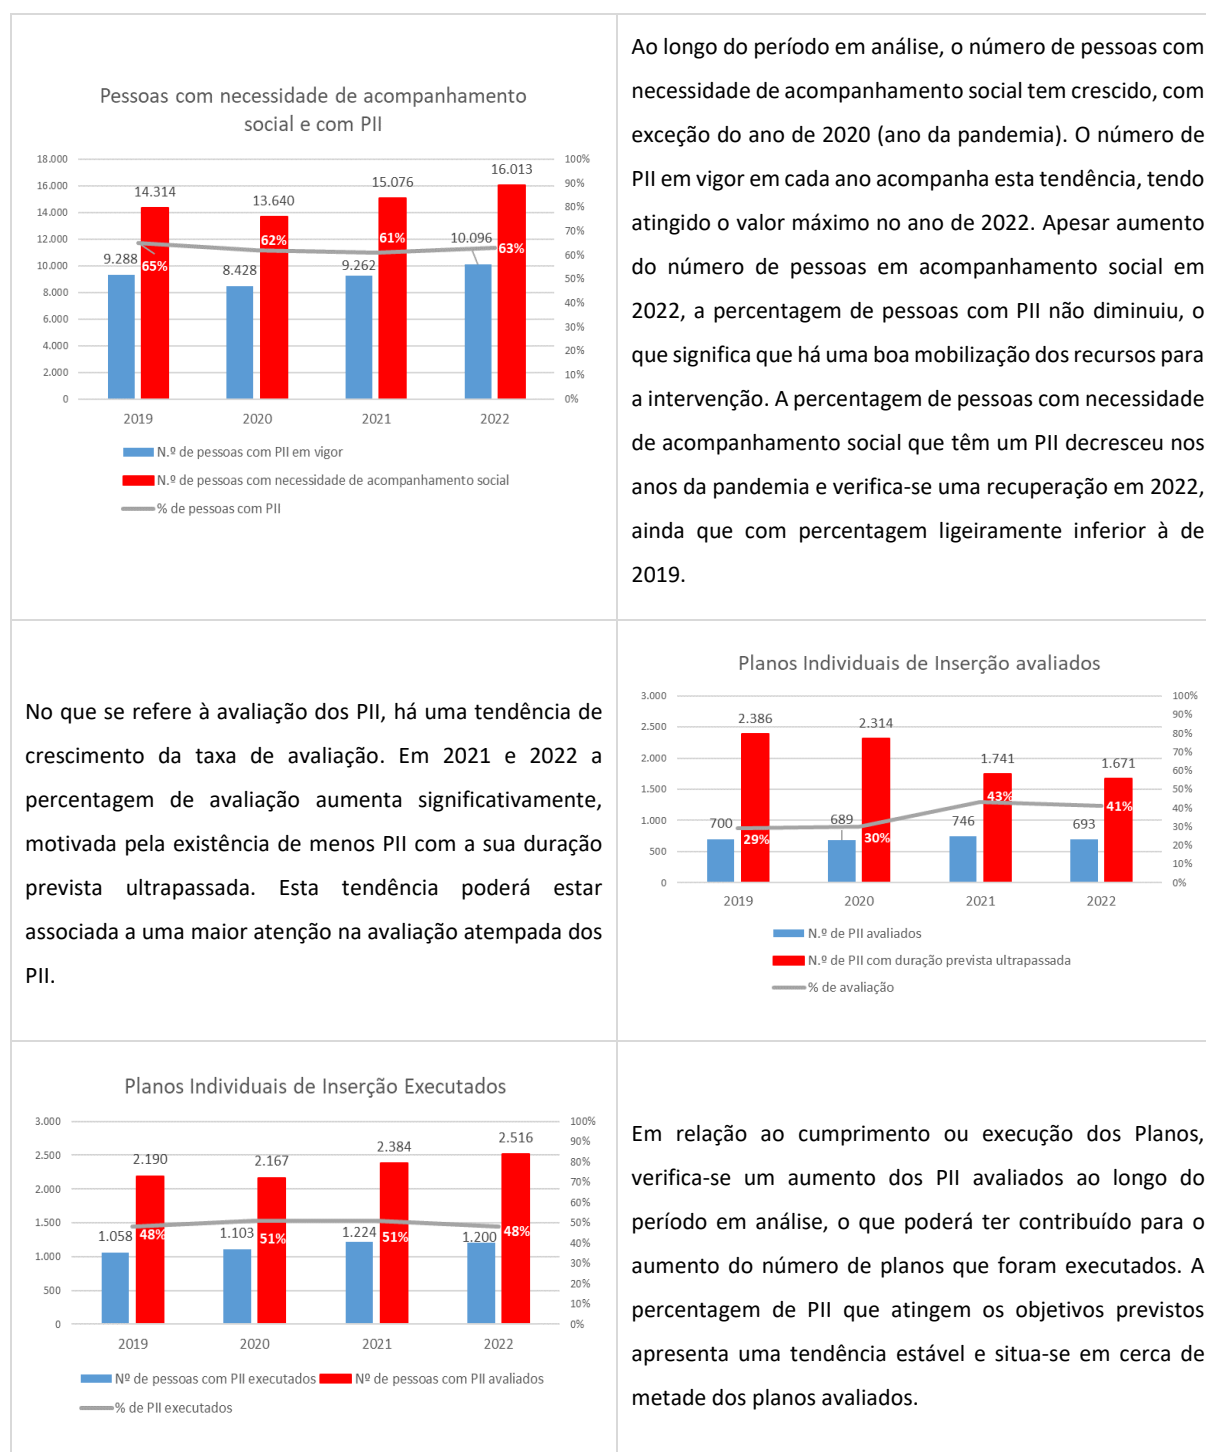 Pessoas com necessidade de acompanhamento
social e com PII
18.000
16.000
14.000
12.000
10.000
8.000
6.000
4.000
2.000
0
100%
90%
80%
70%
60%
50%
40%
30%
20%
10%
0%
14.314
13.640
15.076
16.013
9.288
8.428
9.262
10.096
65%
62%
61%
63%
2019
2020
2021
2022
N.º de pessoas com PII em vigor
N.º de pessoas com necessidade de acompanhamento social
% de pessoas com PII
Ao longo do período em análise, o número de pessoas com
necessidade de acompanhamento social tem crescido, com
exceção do ano de 2020 (ano da pandemia). O número de
PII em vigor em cada ano acompanha esta tendência, tendo
atingido o valor máximo no ano de 2022. Apesar aumento
do número de pessoas em acompanhamento social em
2022, a percentagem de pessoas com PII não diminuiu, o
que significa que há uma boa mobilização dos recursos para
a intervenção. A percentagem de pessoas com necessidade
de acompanhamento social que têm um PII decresceu nos
anos da pandemia e verifica-se uma recuperação em 2022,
ainda que com percentagem ligeiramente inferior à de
2019.
No que se refere à avaliação dos PII, há uma tendência de
crescimento da taxa de avaliação. Em 2021 e 2022 a
percentagem de avaliação aumenta significativamente,
motivada pela existência de menos PII com a sua duração
prevista ultrapassada. Esta tendência poderá estar
associada a uma maior atenção na avaliação atempada dos
PII.
Planos Individuais de Inserção avaliados
3.000
2.500
2.000
1.500
1.000
500
0
100%
90%
80%
70%
60%
50%
40%
30%
20%
10%
0%
2.386
2.314
1.741
1.671
700
689
746
693
29%
30%
43%
41%
2019
2020
2021
2022
N.º de PII avaliados
N.º de PII com duração prevista ultrapassada
% de avaliação
Planos Individuais de Inserção Executados
3.000
2.500
2.000
1.500
1.000
500
0
100%
90%
80%
70%
60%
50%
40%
30%
20%
10%
0%
2.190
2.167
2.384
2.516
1.058
1.103
1.224
1.200
48%
51%
51%
48%
2019
2020
2021
2022
Nº de pessoas com PII executados
Nº de pessoas com PII avaliados
% de PII executados
Em relação ao cumprimento ou execução dos Planos,
verifica-se um aumento dos PII avaliados ao longo do
período em análise, o que poderá ter contribuído para o
aumento do número de planos que foram executados. A
percentagem de PII que atingem os objetivos previstos
apresenta uma tendência estável e situa-se em cerca de
metade dos planos avaliados.